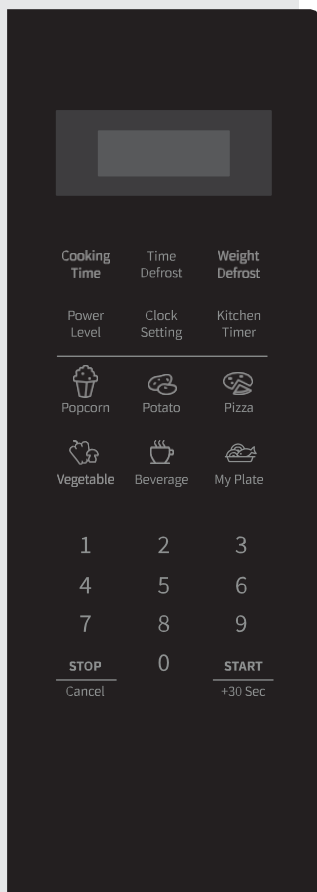 Cooking Time
Time Defrost
Weight Defrost
Power Level
Clock Setting
Kitchen Timer
Popcorn
Potato
Pizza
Vegetable
Beverage
My Plate
1 2 3
4 5 6
7 8 9
STOP 0 START
Cancel +30 Sec